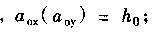 , a_ox(a_oy) = h_0;